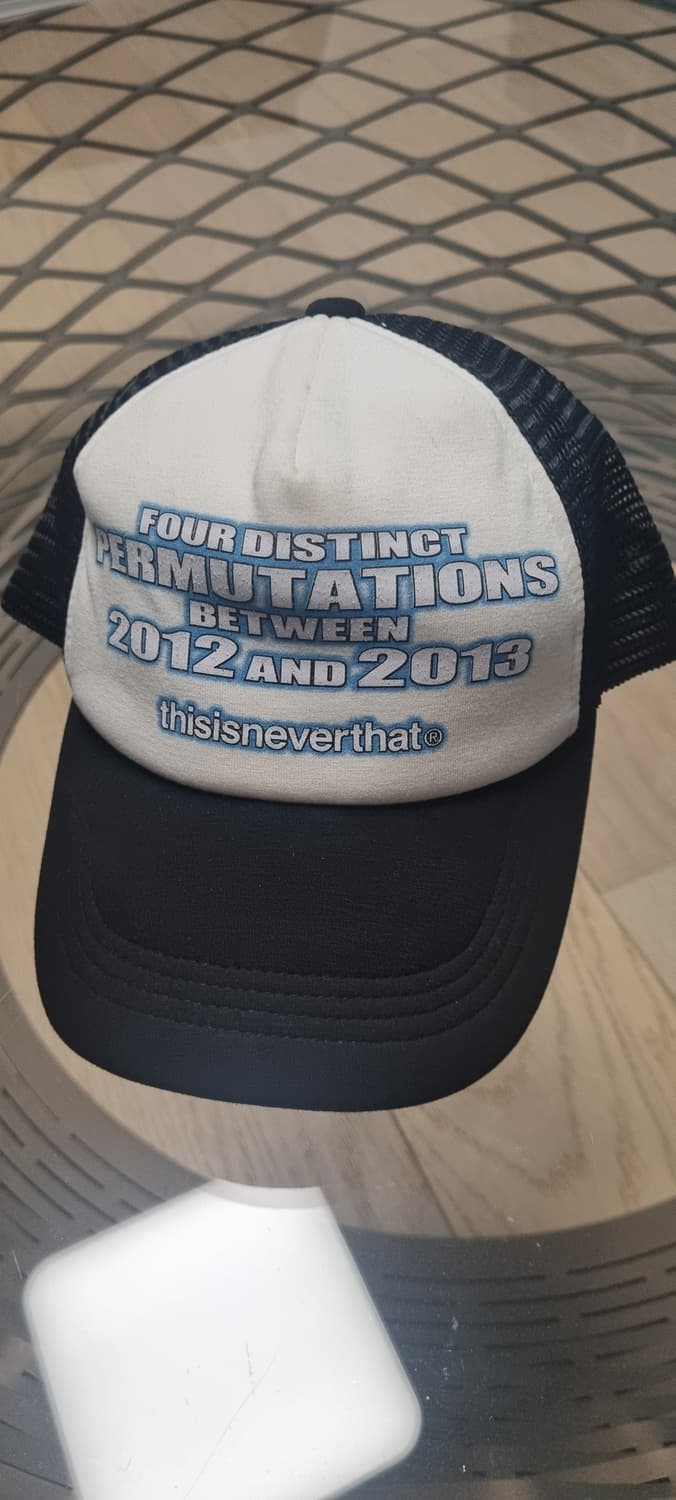 FOUR DISTINCT
PERMUTATIONS
BETWEEN
2012 AND 2013
thisisneverthat®